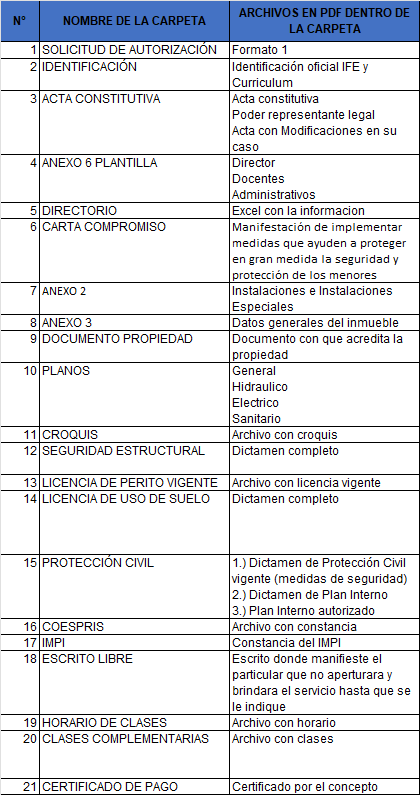 N° NOMBRE DE LA CARPETA ARCHIVOS EN PDF DENTRO DE
LA CARPETA
1 SOLICITUD DE AUTORIZACIÓN Formato 1
2 IDENTIFICACIÓN Identificación oficial IFE y
Curriculum
3 ACTA CONSTITUTIVA Acta constitutiva
Poder representante legal
Acta con Modificaciones en su
caso
4 ANEXO 6 PLANTILLA Director
Docentes
Administrativos
5 DIRECTORIO Excel con la informacion
6 CARTA COMPROMISO Manifestación de implementar
medidas que ayuden a proteger
en gran medida la seguridad y
protección de los menores
7 ANEXO 2 Instalaciones e Instalaciones
Especiales
8 ANEXO 3 Datos generales del inmueble
9 DOCUMENTO PROPIEDAD Documento con que acredita la
propiedad
10 PLANOS General
Hidraulico
Electrico
Sanitario
11 CROQUIS Archivo con croquis
12 SEGURIDAD ESTRUCTURAL Dictamen completo
13 LICENCIA DE PERITO VIGENTE Archivo con licencia vigente
14 LICENCIA DE USO DE SUELO Dictamen completo
15 PROTECCIÓN CIVIL 1.) Dictamen de Protección Civil
vigente (medidas de seguridad)
2.) Dictamen de Plan Interno
3.) Plan Interno autorizado
16 COESPRIS Archivo con constancia
17 IMPI Constancia del IMPI
18 ESCRITO LIBRE Escrito donde manifieste el
particular que no aperturara y
brindara el servicio hasta que se
le indique
19 HORARIO DE CLASES Archivo con horario
20 CLASES COMPLEMENTARIAS Archivo con clases
21 CERTIFICADO DE PAGO Certificado por el concepto